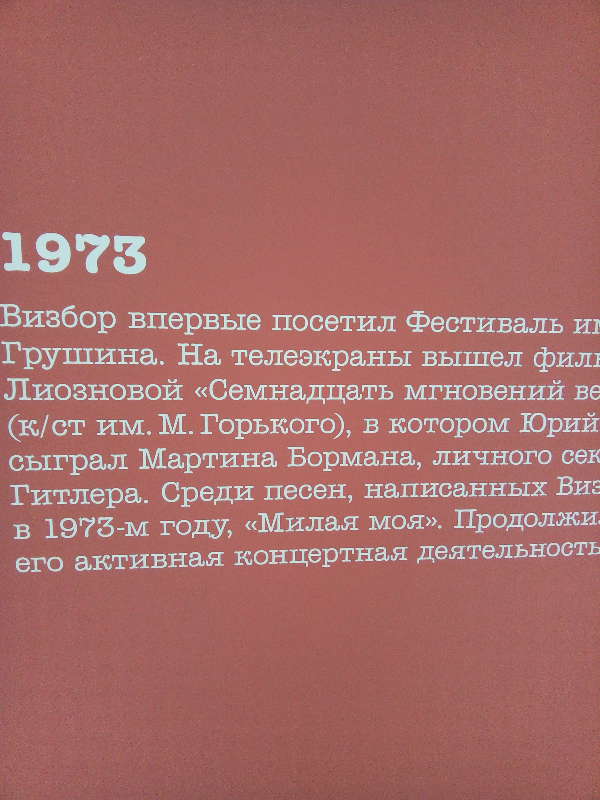 1973
Визбор впервые посетил Фестиваль им
Грушина. На телеэкраны вышел филь
Лиозновой «Семнадцать мгновений ве
(к/ст им. М. Горького), в котором Юрий
сыграл Мартина Бормана, личного сек
Гитлера. Среди песен, написанных Виз
в 1973-м году, «Милая моя». Продолжил
его активная концертная деятельность